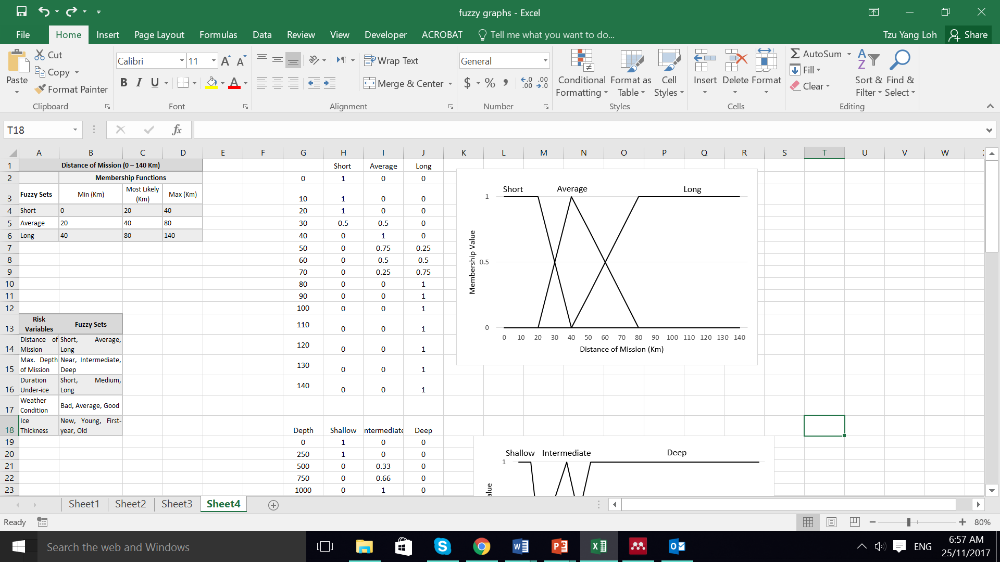 fuzzy graphs - Excel
File Home Insert Page Layout Formulas Data Review View Developer ACROBAT Tell me what you want to do... Tzu Yang Loh Share
Paste
Cut
Copy
Format Painter
Clipboard
Calibri 11
B I U
Font
Wrap Text
Merge & Center
Alignment
General
$ % ,
Number
Conditional Formatting
Format as Table
Cell Styles
Styles
Insert Delete Format
Cells
AutoSum
Fill
Clear
Sort & Filter
Find & Select
Editing
T18 fx
A B C D E F G H I J K L M N O P Q R S T U V W
1 Distance of Mission (0 – 140 Km) Short Average Long
2 Membership Functions 0 1 0 0
3 Fuzzy Sets Min (Km) Most Likely (Km) Max (Km) 10 1 0 0
4 Short 0 20 40 20 1 0 0
5 Average 20 40 80 30 0.5 0.5 0
6 Long 40 80 140 40 0 1 0
7 50 0 0.75 0.25
8 60 0 0.5 0.5
9 70 0 0.25 0.75
10 80 0 0 1
11 90 0 0 1
12 100 0 0 1
13 Risk Variables Fuzzy Sets 110 0 0 1
14 Distance of Mission Short, Average, Long 120 0 0 1
15 Max. Depth of Mission Near, Intermediate, Deep 130 0 0 1
16 Duration Under-ice Short, Medium, Long 140 0 0 1
17 Weather Condition Bad, Average, Good
18 Ice Thickness New, Young, First-year, Old Depth Shallow ntermediate Deep
19 0 1 0 0
20 250 1 0 0
21 500 0 0.33 0
22 750 0 0.66 0
23 1000 0 1 0
Short Average Long
1
0.5
0
Membership Value
0 10 20 30 40 50 60 70 80 90 100 110 120 130 140
Distance of Mission (Km)
Shallow Intermediate Deep
1
alue
Sheet1 Sheet2 Sheet3 Sheet4
Ready 80%
Search the web and Windows
ENG
6:57 AM
25/11/2017